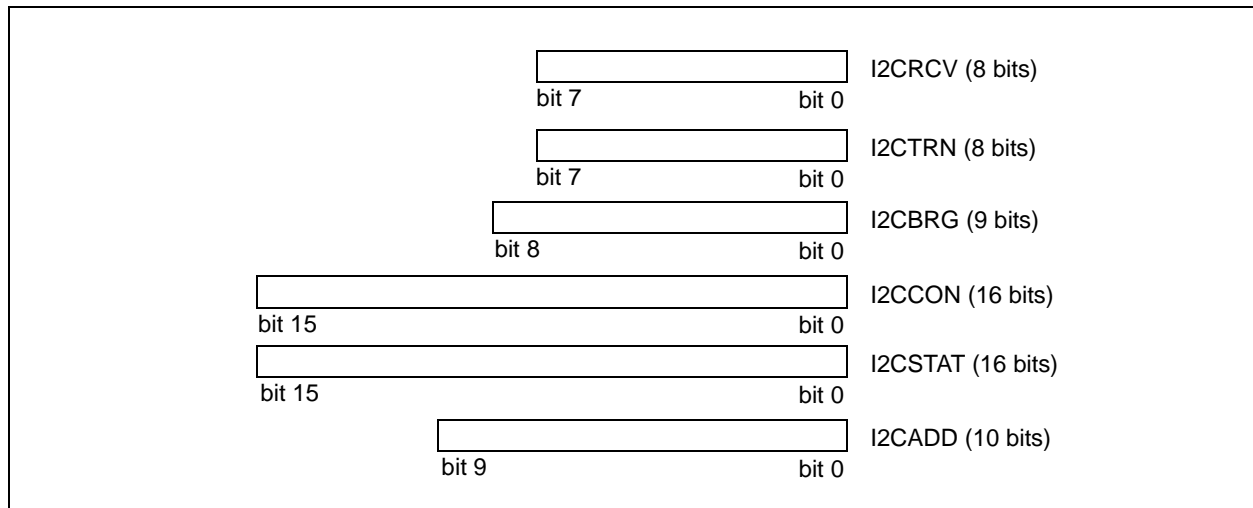 I2CRCV (8 bits)
bit 7 bit 0
I2CTRN (8 bits)
bit 7 bit 0
I2CBRG (9 bits)
bit 8 bit 0
I2CCON (16 bits)
bit 15 bit 0
I2CSTAT (16 bits)
bit 15 bit 0
I2CADD (10 bits)
bit 9 bit 0